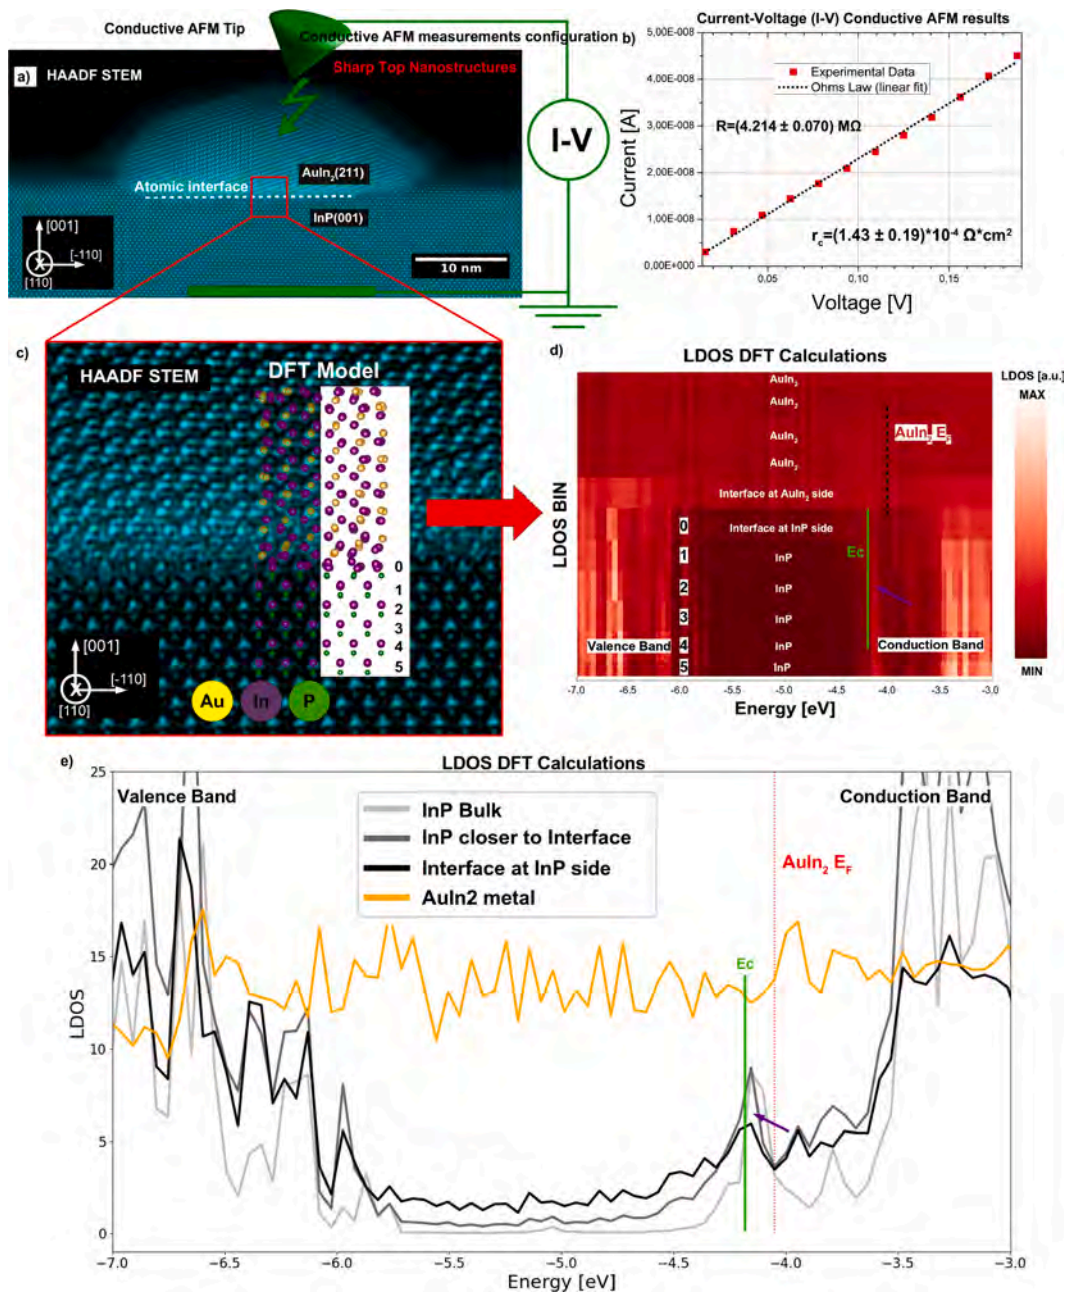 Conductive AFM Tip
Conductive AFM measurements configuration
a)
HAADF STEM
Sharp Top Nanostructures
I-V
AuIn₂(211)
Atomic interface
InP(001)
[001]
[-110]
[110]
10 nm
b)
Current-Voltage (I-V) Conductive AFM results
5,00E-008
4,00E-008
3,00E-008
2,00E-008
1,00E-008
0,00E+000
Current [A]
Experimental Data
Ohms Law (linear fit)
R=(4.214 ± 0.070) MΩ
r_c=(1.43 ± 0.19)*10⁻⁴ Ω*cm²
0,05 0,10 0,15
Voltage [V]
c)
HAADF STEM
DFT Model
0
1
2
3
4
5
[001]
[-110]
[110]
Au In P
d)
LDOS DFT Calculations
LDOS [a.u.]
MAX
MIN
LDOS BIN
AuIn₂
AuIn₂
AuIn₂ E_F
AuIn₂
AuIn₂
Interface at AuIn₂ side
0 Interface at InP side
Ec
1 InP
2 InP
3 InP
Valence Band 4 InP Conduction Band
5 InP
-7.0 -6.5 -6.0 -5.5 -5.0 -4.5 -4.0 -3.5 -3.0
Energy [eV]
e)
LDOS DFT Calculations
25
20
15
10
5
0
LDOS
Valence Band
Conduction Band
InP Bulk
InP closer to Interface
Interface at InP side
AuIn2 metal
AuIn₂ E_F
Ec
−7.0 −6.5 −6.0 −5.5 −5.0 −4.5 −4.0 −3.5 −3.0
Energy [eV]